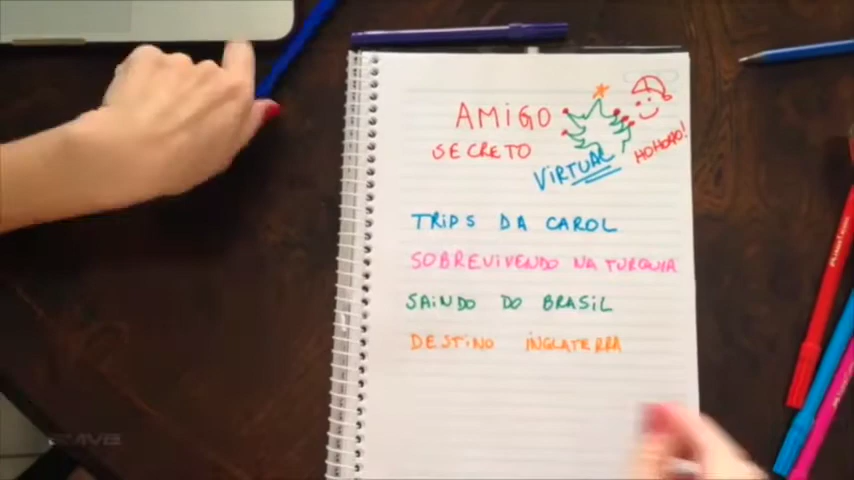 AMIGO
SECRETO
VIRTUAL
HOHOHO!
TRIPS DA CAROL
SOBREVIVENDO NA TURQUIA
SAINDO DO BRASIL
DESTINO INGLATERRA